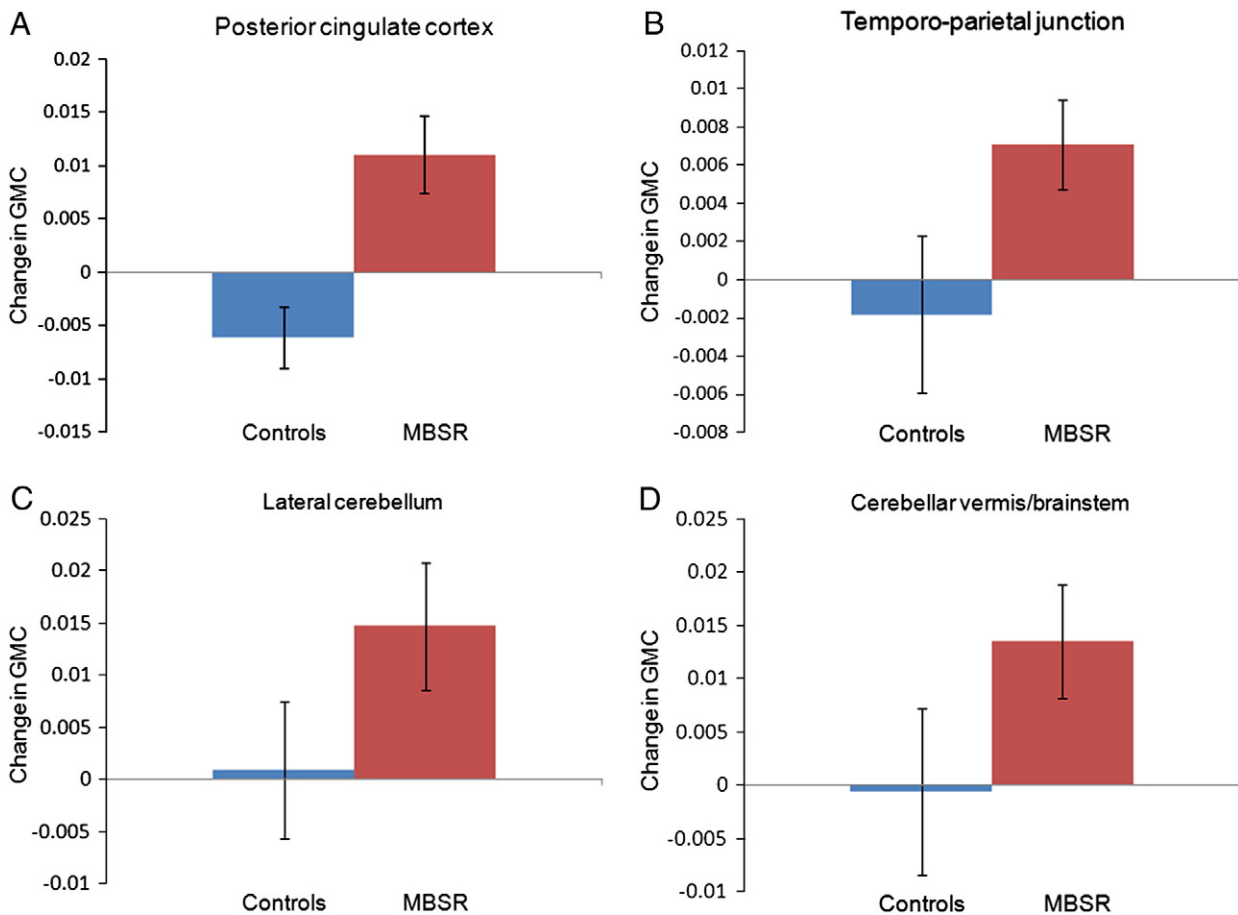 A
Posterior cingulate cortex
Change in GMC
0.02
0.015
0.01
0.005
0
-0.005
-0.01
-0.015
Controls
MBSR
B
Temporo-parietal junction
Change in GMC
0.012
0.01
0.008
0.006
0.004
0.002
0
-0.002
-0.004
-0.006
-0.008
Controls
MBSR
C
Lateral cerebellum
Change in GMC
0.025
0.02
0.015
0.01
0.005
0
-0.005
-0.01
Controls
MBSR
D
Cerebellar vermis/brainstem
Change in GMC
0.025
0.02
0.015
0.01
0.005
0
-0.005
-0.01
Controls
MBSR